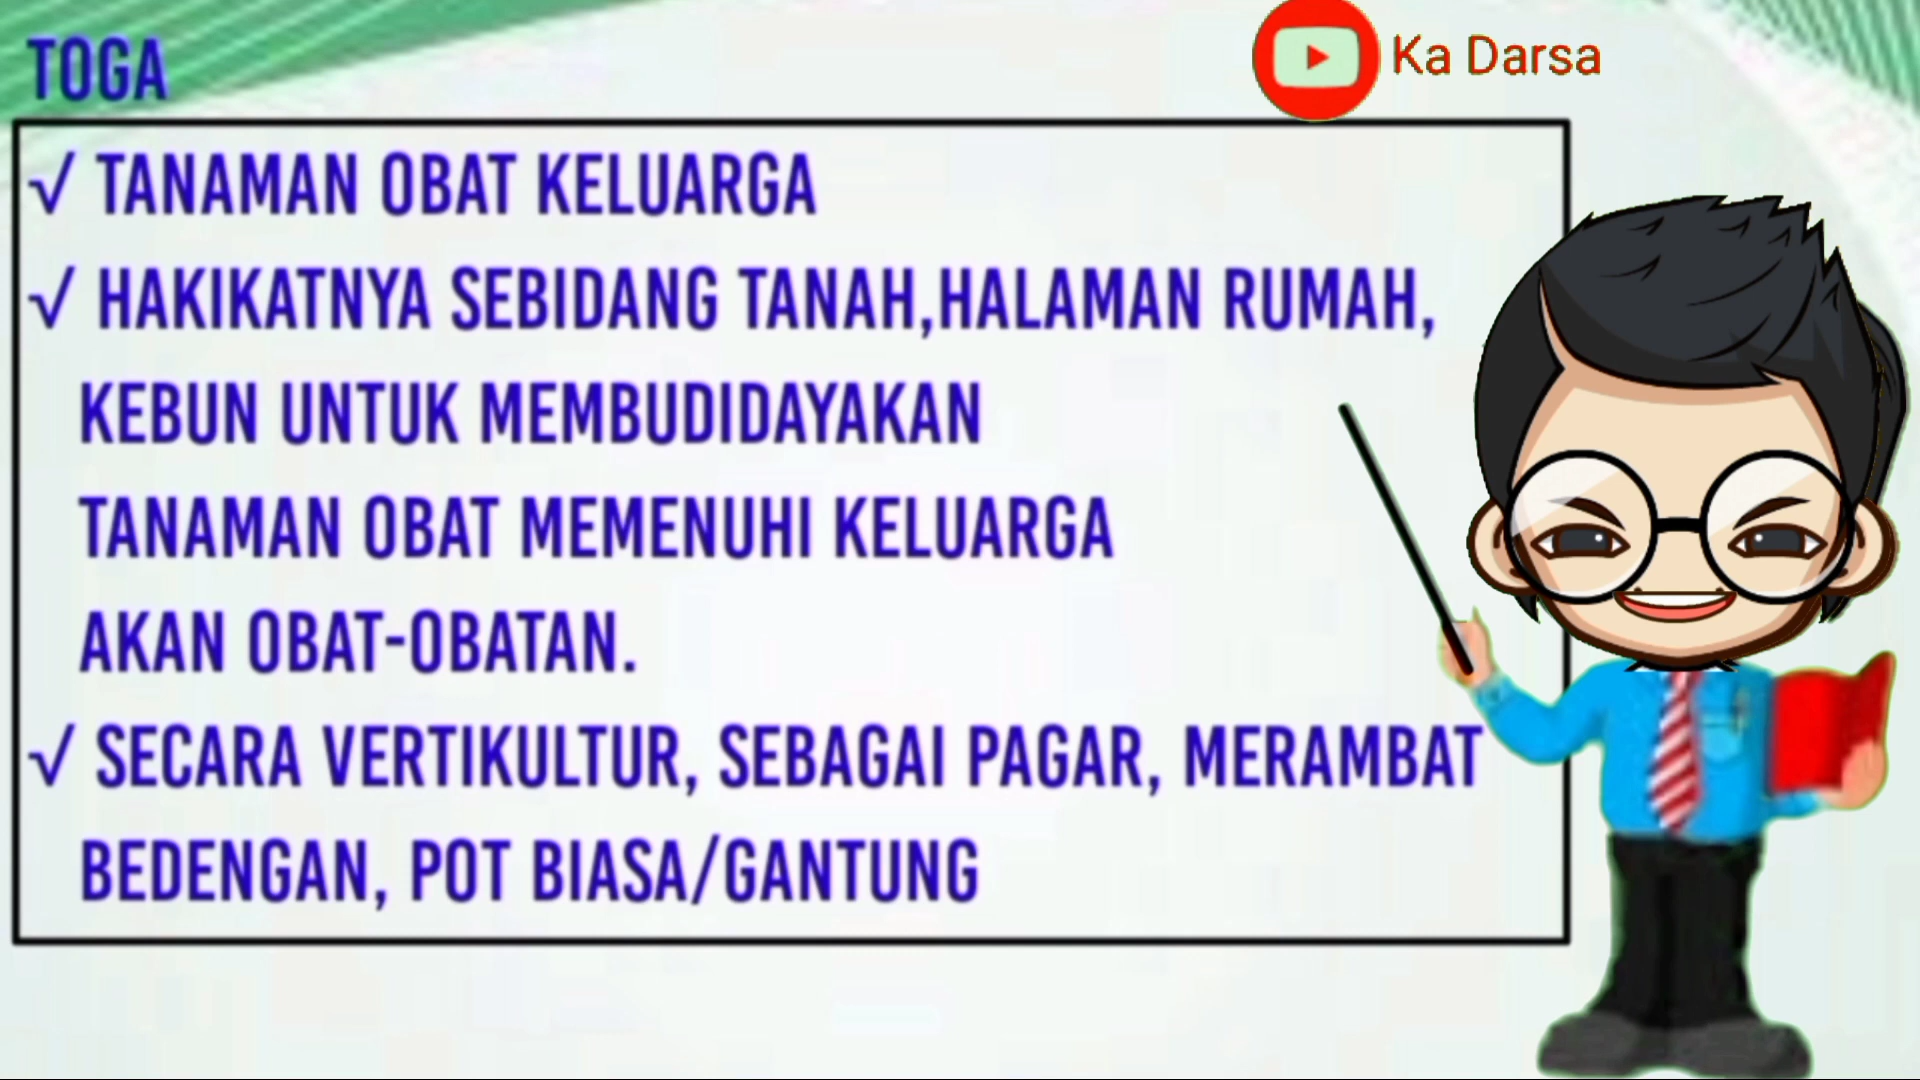 TOGA
Ka Darsa
√ TANAMAN OBAT KELUARGA
√ HAKIKATNYA SEBIDANG TANAH,HALAMAN RUMAH,
KEBUN UNTUK MEMBUDIDAYAKAN
TANAMAN OBAT MEMENUHI KELUARGA
AKAN OBAT-OBATAN.
√ SECARA VERTIKULTUR, SEBAGAI PAGAR, MERAMBAT
BEDENGAN, POT BIASA/GANTUNG